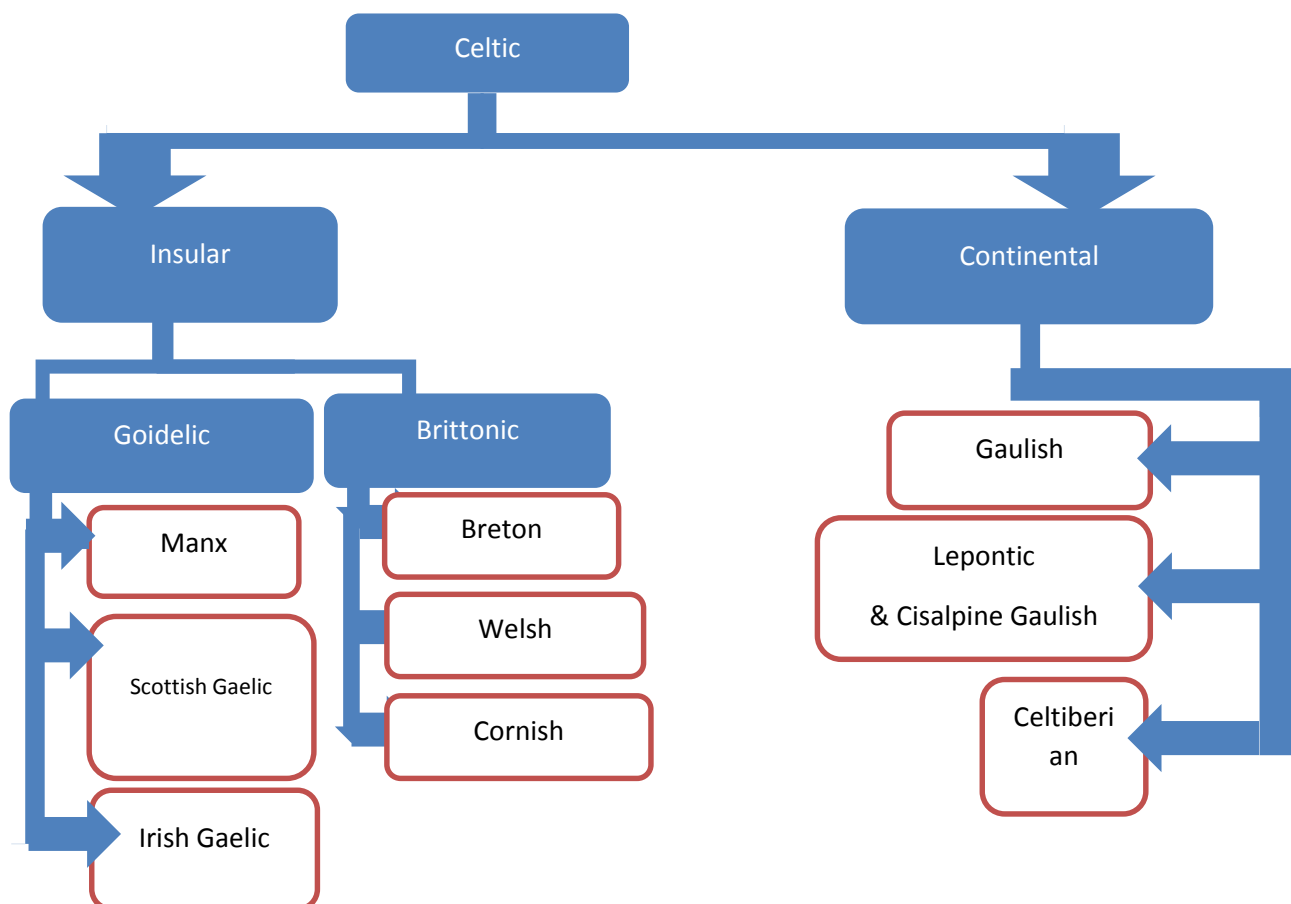 Celtic
Insular
Continental
Goidelic
Brittonic
Manx
Scottish Gaelic
Irish Gaelic
Breton
Welsh
Cornish
Gaulish
Lepontic
& Cisalpine Gaulish
Celtiberi
an